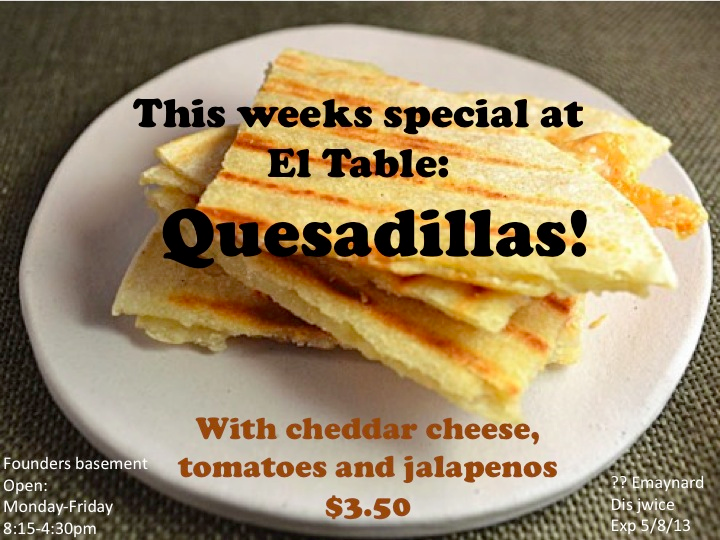 This weeks special at
El Table:
Quesadillas!
With cheddar cheese,
tomatoes and jalapenos
$3.50
Founders basement
Open:
Monday-Friday
8:15-4:30pm
?? Emaynard
Dis jwice
Exp 5/8/13